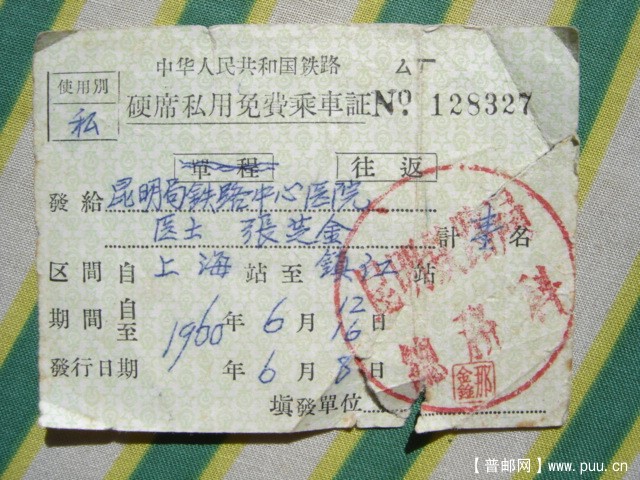 中华人民共和国铁路
使用別
私
硬席私用免費乘車証 No. 128327
單程 往返
發給 昆明局铁路中心医院
医士 張芝金 計 壹 名
区間自 上海 站至 鎮江 站
期間自至 1960 年 6 月 12 16 日
發行日期 年 6 月 8 日
填發單位
【普邮网】www.puu.cn